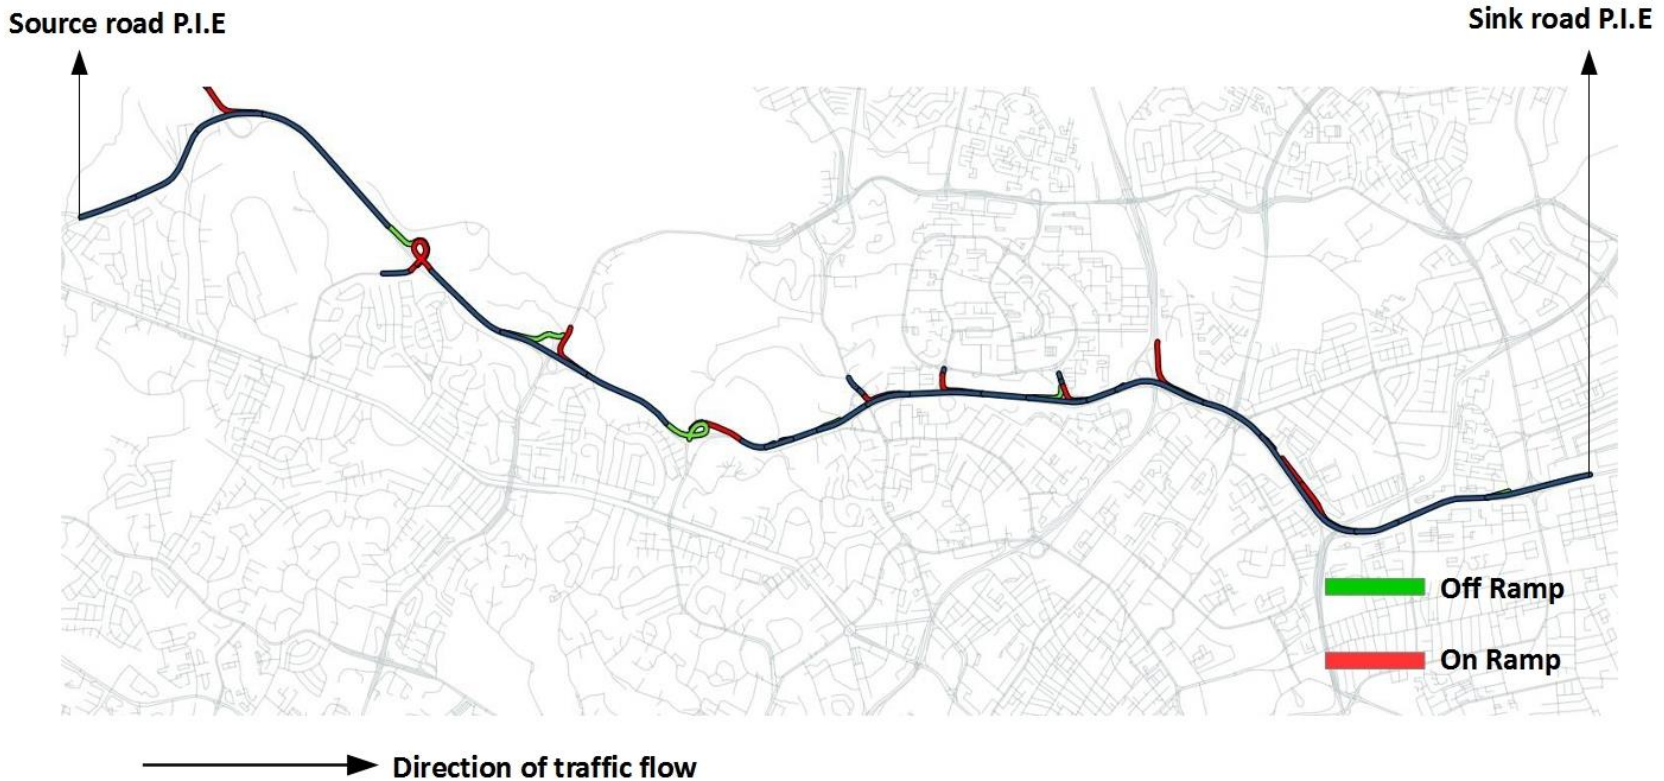 Source road P.I.E
Sink road P.I.E
Off Ramp
On Ramp
Direction of traffic flow